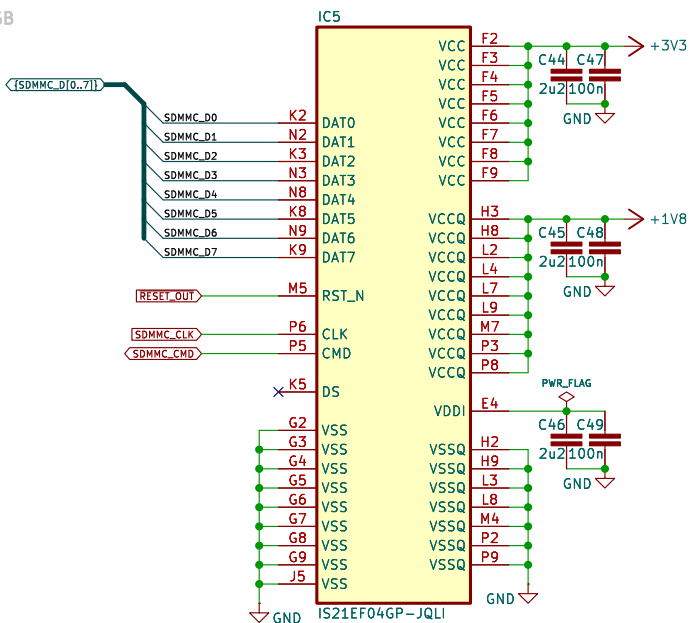 GB
IC5
{SDMMC_D[0..7]}
SDMMC_D0 K2 DAT0
SDMMC_D1 N2 DAT1
SDMMC_D2 K3 DAT2
SDMMC_D3 N3 DAT3
SDMMC_D4 N8 DAT4
SDMMC_D5 K8 DAT5
SDMMC_D6 N9 DAT6
SDMMC_D7 K9 DAT7
RESET_OUT M5 RST_N
SDMMC_CLK P6 CLK
SDMMC_CMD P5 CMD
K5 DS
G2 VSS
G3 VSS
G4 VSS
G5 VSS
G6 VSS
G7 VSS
G8 VSS
G9 VSS
J5 VSS
GND
VCC F2
VCC F3
VCC F4
VCC F5
VCC F6
VCC F7
VCC F8
VCC F9
+3V3
C44 C47
2u2 100n
GND
VCCQ H3
VCCQ H8
VCCQ L2
VCCQ L4
VCCQ L7
VCCQ L9
VCCQ M7
VCCQ P3
VCCQ P8
+1V8
C45 C48
2u2 100n
GND
PWR_FLAG
VDDI E4
C46 C49
2u2 100n
GND
VSSQ H2
VSSQ H9
VSSQ L3
VSSQ L8
VSSQ M4
VSSQ P2
VSSQ P9
GND
IS21EF04GP-JQLI